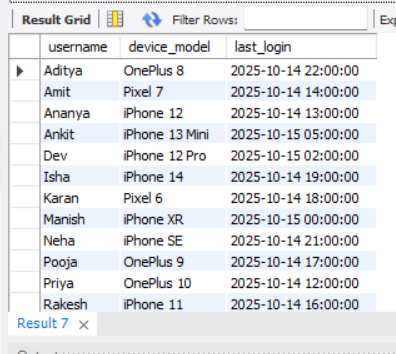 Result Grid Filter Rows: Exp
username device_model last_login
Aditya OnePlus 8 2025-10-14 22:00:00
Amit Pixel 7 2025-10-14 14:00:00
Ananya iPhone 12 2025-10-14 13:00:00
Ankit iPhone 13 Mini 2025-10-15 05:00:00
Dev iPhone 12 Pro 2025-10-15 02:00:00
Isha iPhone 14 2025-10-14 19:00:00
Karan Pixel 6 2025-10-14 18:00:00
Manish iPhone XR 2025-10-15 00:00:00
Neha iPhone SE 2025-10-14 21:00:00
Pooja OnePlus 9 2025-10-14 17:00:00
Priya OnePlus 10 2025-10-14 12:00:00
Rakesh iPhone 11 2025-10-14 16:00:00
Result 7